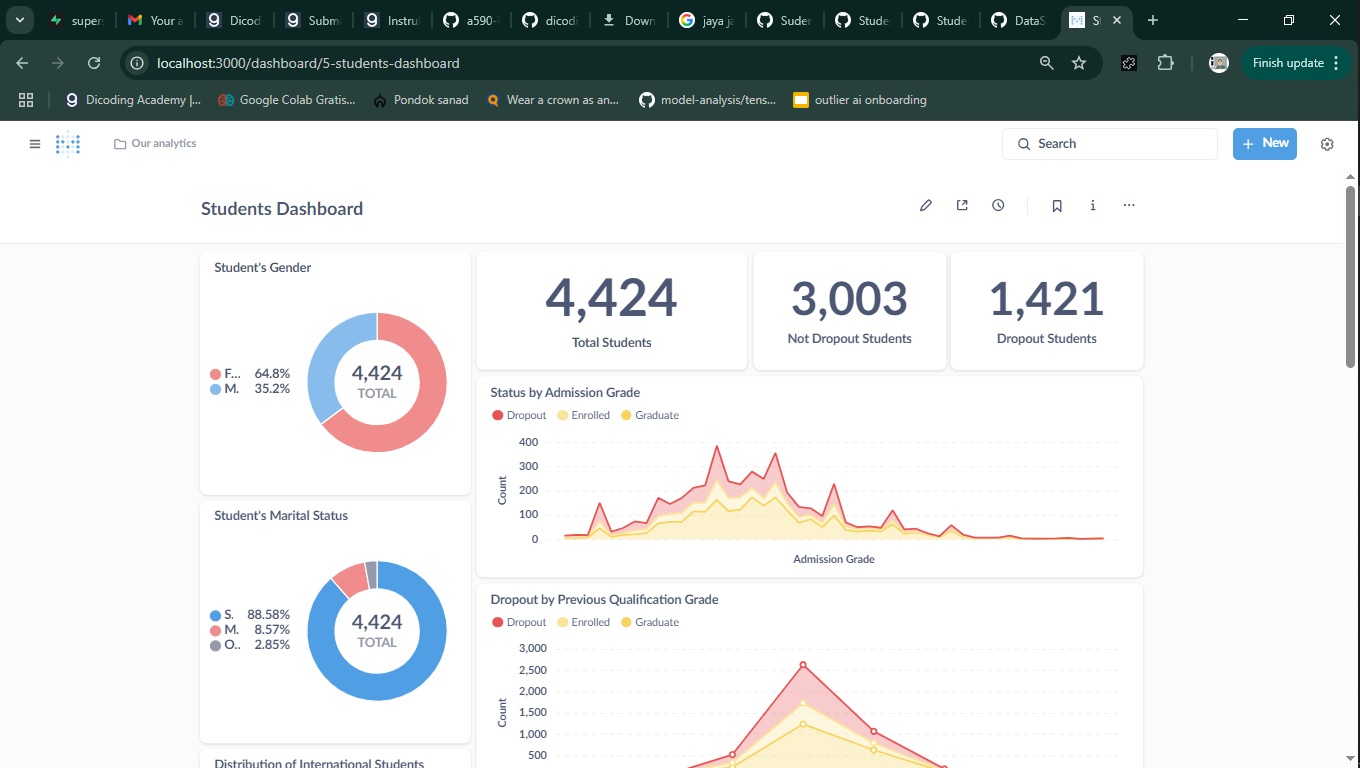 supers
Your a
Dicod
Subm
Instru
a590-
dicodi
Down
jaya ja
Suder
Stude
Stude
DataS
S
localhost:3000/dashboard/5-students-dashboard
Finish update
Dicoding Academy |...
Google Colab Gratis...
Pondok sanad
Wear a crown as an...
model-analysis/tens...
outlier ai onboarding
Our analytics
Search
+ New
Students Dashboard
Student's Gender
F... 64.8%
M. 35.2%
4,424
TOTAL
4,424
Total Students
3,003
Not Dropout Students
1,421
Dropout Students
Status by Admission Grade
Dropout Enrolled Graduate
400
300
200
100
0
Count
Admission Grade
Student's Marital Status
S. 88.58%
M. 8.57%
O.. 2.85%
4,424
TOTAL
Dropout by Previous Qualification Grade
Dropout Enrolled Graduate
3,000
2,500
2,000
1,500
1,000
500
Count
Distribution of International Students